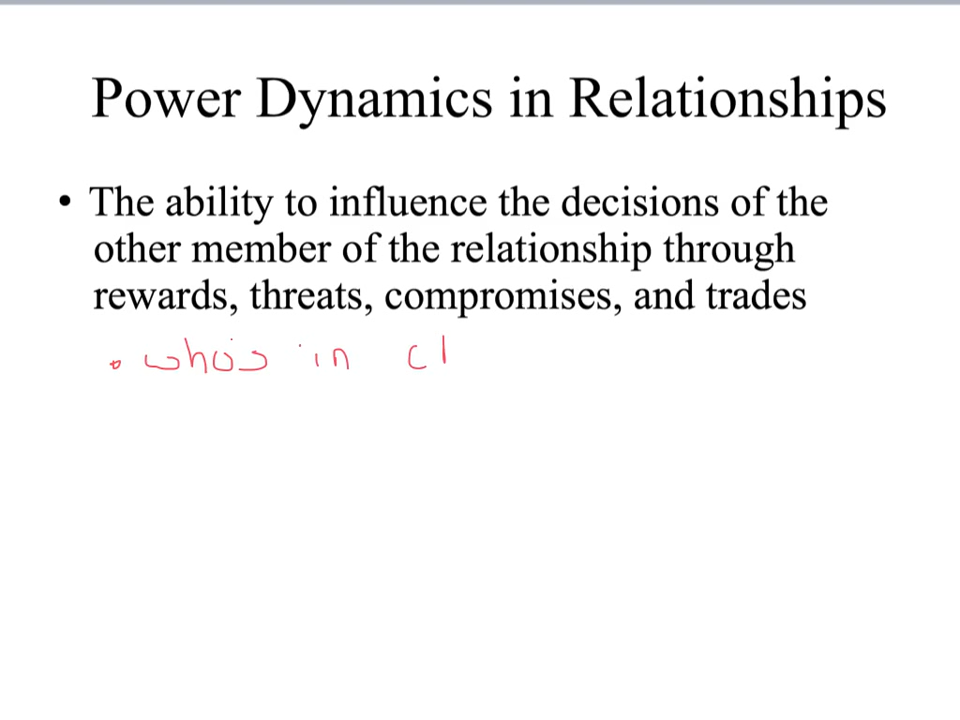 Power Dynamics in Relationships
• The ability to influence the decisions of the
other member of the relationship through
rewards, threats, compromises, and trades
• who's in cl